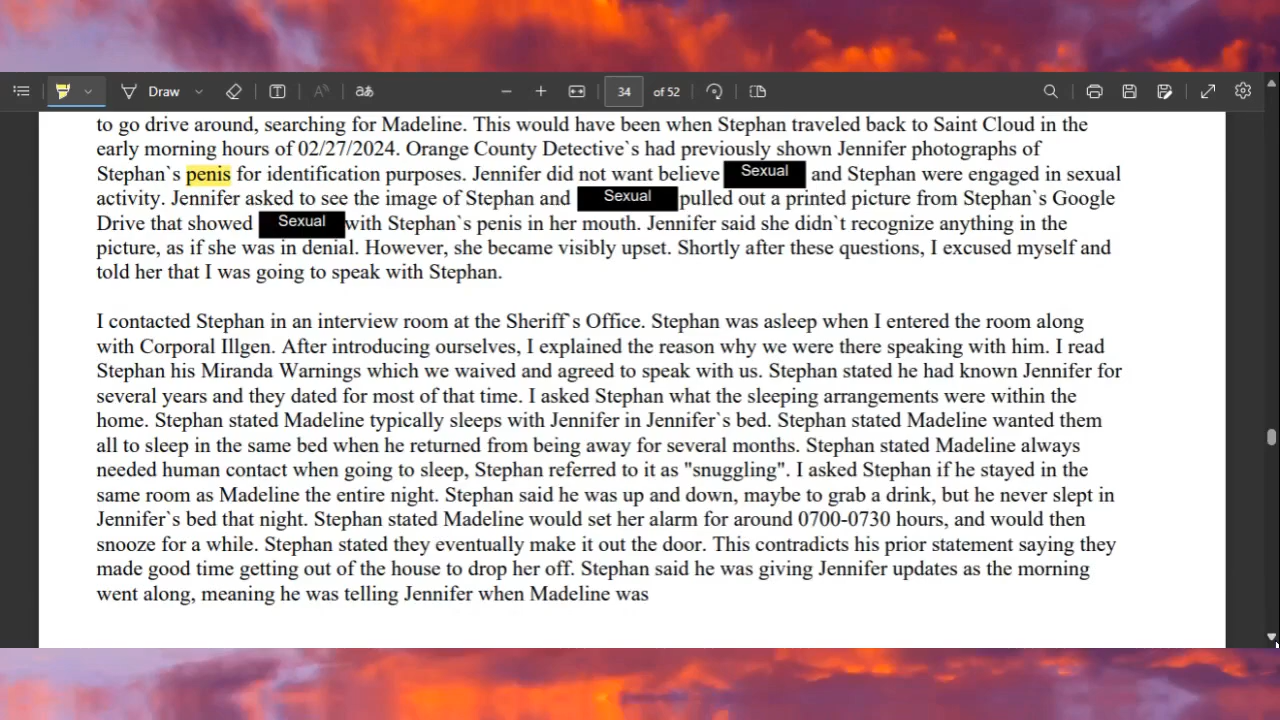 Draw
34 of 52
to go drive around, searching for Madeline. This would have been when Stephan traveled back to Saint Cloud in the
early morning hours of 02/27/2024. Orange County Detective`s had previously shown Jennifer photographs of
Stephan`s penis for identification purposes. Jennifer did not want believe Sexual and Stephan were engaged in sexual
activity. Jennifer asked to see the image of Stephan and Sexual pulled out a printed picture from Stephan`s Google
Drive that showed Sexual with Stephan`s penis in her mouth. Jennifer said she didn`t recognize anything in the
picture, as if she was in denial. However, she became visibly upset. Shortly after these questions, I excused myself and
told her that I was going to speak with Stephan.
I contacted Stephan in an interview room at the Sheriff`s Office. Stephan was asleep when I entered the room along
with Corporal Illgen. After introducing ourselves, I explained the reason why we were there speaking with him. I read
Stephan his Miranda Warnings which we waived and agreed to speak with us. Stephan stated he had known Jennifer for
several years and they dated for most of that time. I asked Stephan what the sleeping arrangements were within the
home. Stephan stated Madeline typically sleeps with Jennifer in Jennifer`s bed. Stephan stated Madeline wanted them
all to sleep in the same bed when he returned from being away for several months. Stephan stated Madeline always
needed human contact when going to sleep, Stephan referred to it as "snuggling". I asked Stephan if he stayed in the
same room as Madeline the entire night. Stephan said he was up and down, maybe to grab a drink, but he never slept in
Jennifer`s bed that night. Stephan stated Madeline would set her alarm for around 0700-0730 hours, and would then
snooze for a while. Stephan stated they eventually make it out the door. This contradicts his prior statement saying they
made good time getting out of the house to drop her off. Stephan said he was giving Jennifer updates as the morning
went along, meaning he was telling Jennifer when Madeline was